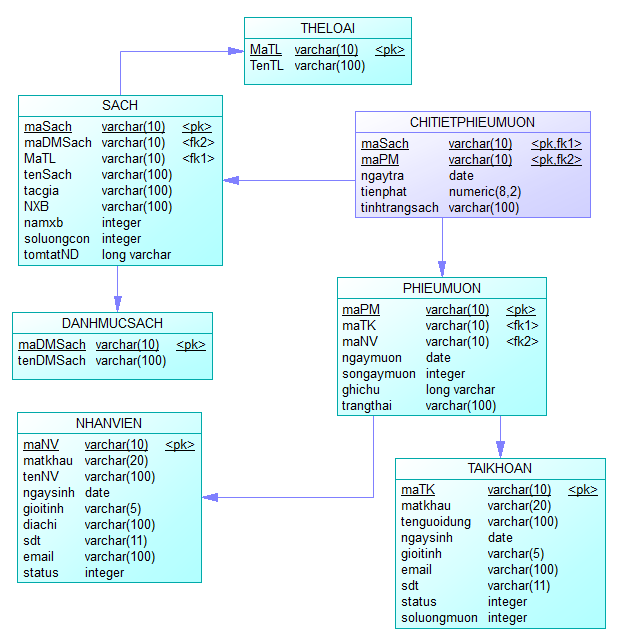 THELOAI
MaTL varchar(10) <pk>
TenTL varchar(100)
SACH
maSach varchar(10) <pk>
maDMSach varchar(10) <fk2>
MaTL varchar(10) <fk1>
tenSach varchar(100)
tacgia varchar(100)
NXB varchar(100)
namxb integer
soluongcon integer
tomtatND long varchar
CHITIETPHIEUMUON
maSach varchar(10) <pk,fk1>
maPM varchar(10) <pk,fk2>
ngaytra date
tienphat numeric(8,2)
tinhtrangsach varchar(100)
PHIEUMUON
maPM varchar(10) <pk>
maTK varchar(10) <fk1>
maNV varchar(10) <fk2>
ngaymuon date
songaymuon integer
ghichu long varchar
trangthai varchar(100)
DANHMUCSACH
maDMSach varchar(10) <pk>
tenDMSach varchar(100)
NHANVIEN
maNV varchar(10) <pk>
matkhau varchar(20)
tenNV varchar(100)
ngaysinh date
gioitinh varchar(5)
diachi varchar(100)
sdt varchar(11)
email varchar(100)
status integer
TAIKHOAN
maTK varchar(10) <pk>
matkhau varchar(20)
tenguoidung varchar(100)
ngaysinh date
gioitinh varchar(5)
email varchar(100)
sdt varchar(11)
status integer
soluongmuon integer